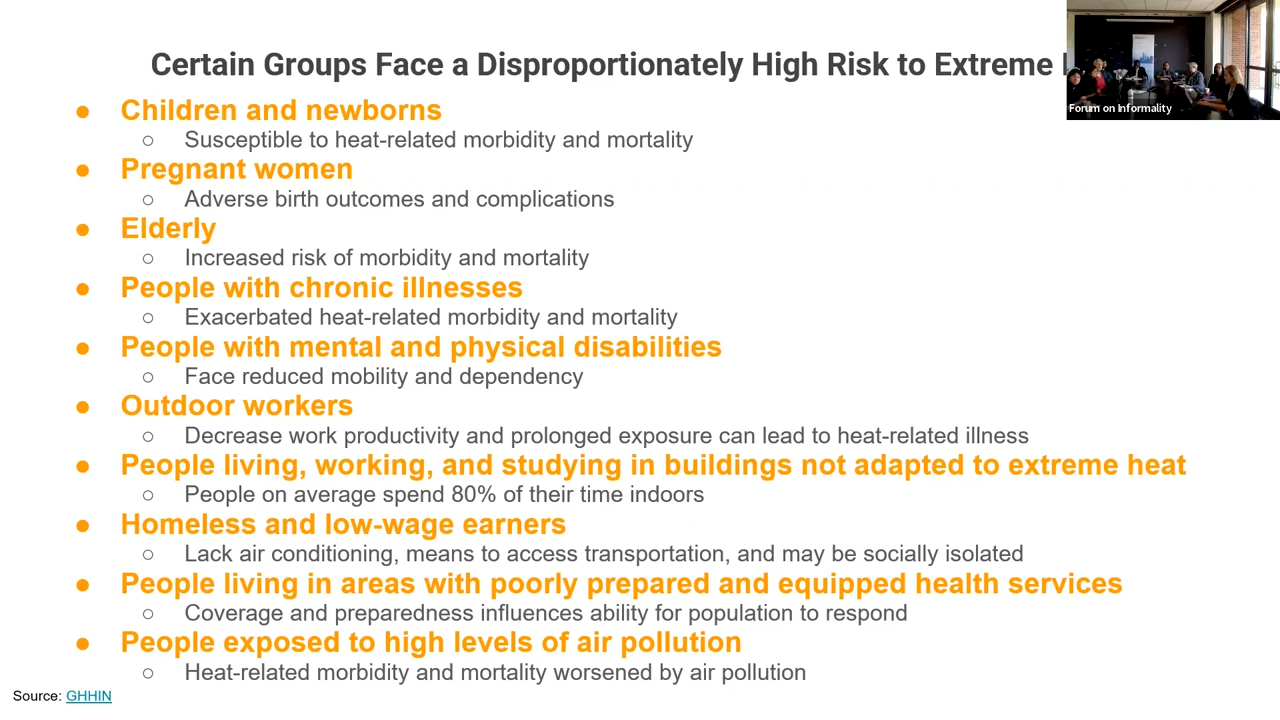 Certain Groups Face a Disproportionately High Risk to Extreme
Forum on Informality
● Children and newborns
○ Susceptible to heat-related morbidity and mortality
● Pregnant women
○ Adverse birth outcomes and complications
● Elderly
○ Increased risk of morbidity and mortality
● People with chronic illnesses
○ Exacerbated heat-related morbidity and mortality
● People with mental and physical disabilities
○ Face reduced mobility and dependency
● Outdoor workers
○ Decrease work productivity and prolonged exposure can lead to heat-related illness
● People living, working, and studying in buildings not adapted to extreme heat
○ People on average spend 80% of their time indoors
● Homeless and low-wage earners
○ Lack air conditioning, means to access transportation, and may be socially isolated
● People living in areas with poorly prepared and equipped health services
○ Coverage and preparedness influences ability for population to respond
● People exposed to high levels of air pollution
○ Heat-related morbidity and mortality worsened by air pollution
Source: GHHIN